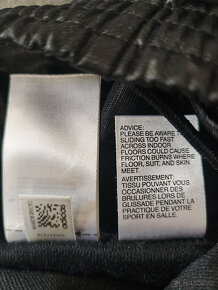 ADVICE:
PLEASE BE AWARE
SLIDING TOO FAST
ACROSS INDOOR
FLOORS COULD CAUSE
FRICTION BURNS WHERE
FLOOR, SUIT, AND SKIN
MEET.
AVERTISSEMENT:
TISSU POUVANT
OCCASIONNER DES
BRULURES LORS DE
GLISSADE PENDANT LA
PRATIQUE DE VOTRE
SPORT EN SALLE.
adidas